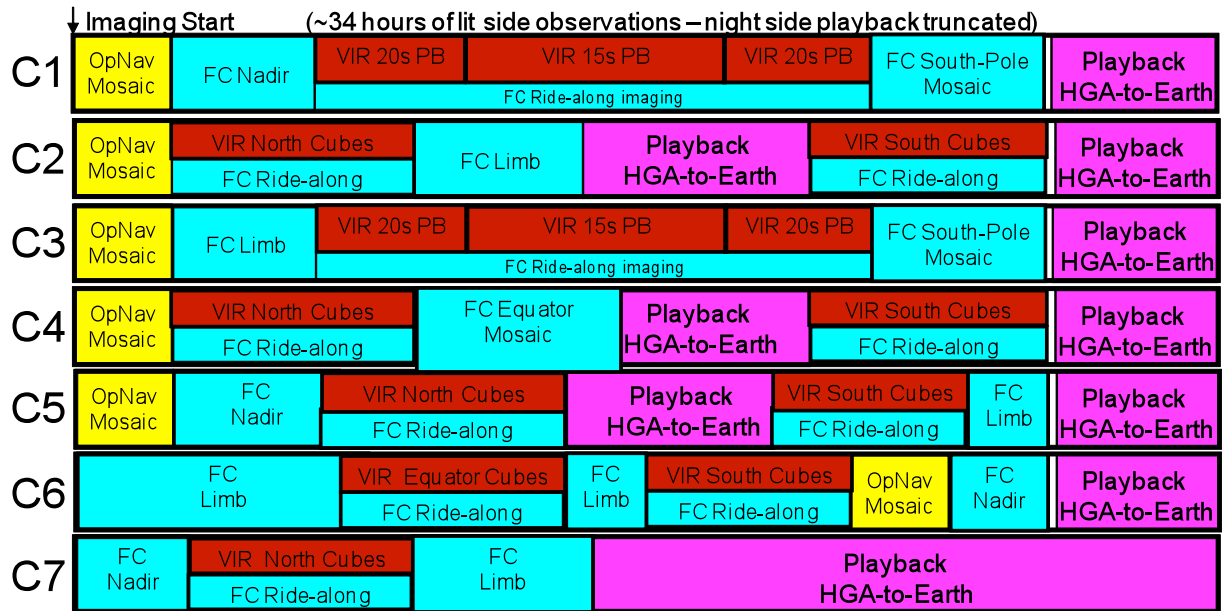 Imaging Start (~34 hours of lit side observations – night side playback truncated)
C1
OpNav
Mosaic
FC Nadir
VIR 20s PB
VIR 15s PB
VIR 20s PB
FC Ride-along imaging
FC South-Pole
Mosaic
Playback
HGA-to-Earth
C2
OpNav
Mosaic
VIR North Cubes
FC Ride-along
FC Limb
Playback
HGA-to-Earth
VIR South Cubes
FC Ride-along
Playback
HGA-to-Earth
C3
OpNav
Mosaic
FC Limb
VIR 20s PB
VIR 15s PB
VIR 20s PB
FC Ride-along imaging
FC South-Pole
Mosaic
Playback
HGA-to-Earth
C4
OpNav
Mosaic
VIR North Cubes
FC Ride-along
FC Equator
Mosaic
Playback
HGA-to-Earth
VIR South Cubes
FC Ride-along
Playback
HGA-to-Earth
C5
OpNav
Mosaic
FC
Nadir
VIR North Cubes
FC Ride-along
Playback
HGA-to-Earth
VIR South Cubes
FC Ride-along
FC
Limb
Playback
HGA-to-Earth
C6
FC
Limb
VIR Equator Cubes
FC Ride-along
FC
Limb
VIR South Cubes
FC Ride-along
OpNav
Mosaic
FC
Nadir
Playback
HGA-to-Earth
C7
FC
Nadir
VIR North Cubes
FC Ride-along
FC
Limb
Playback
HGA-to-Earth